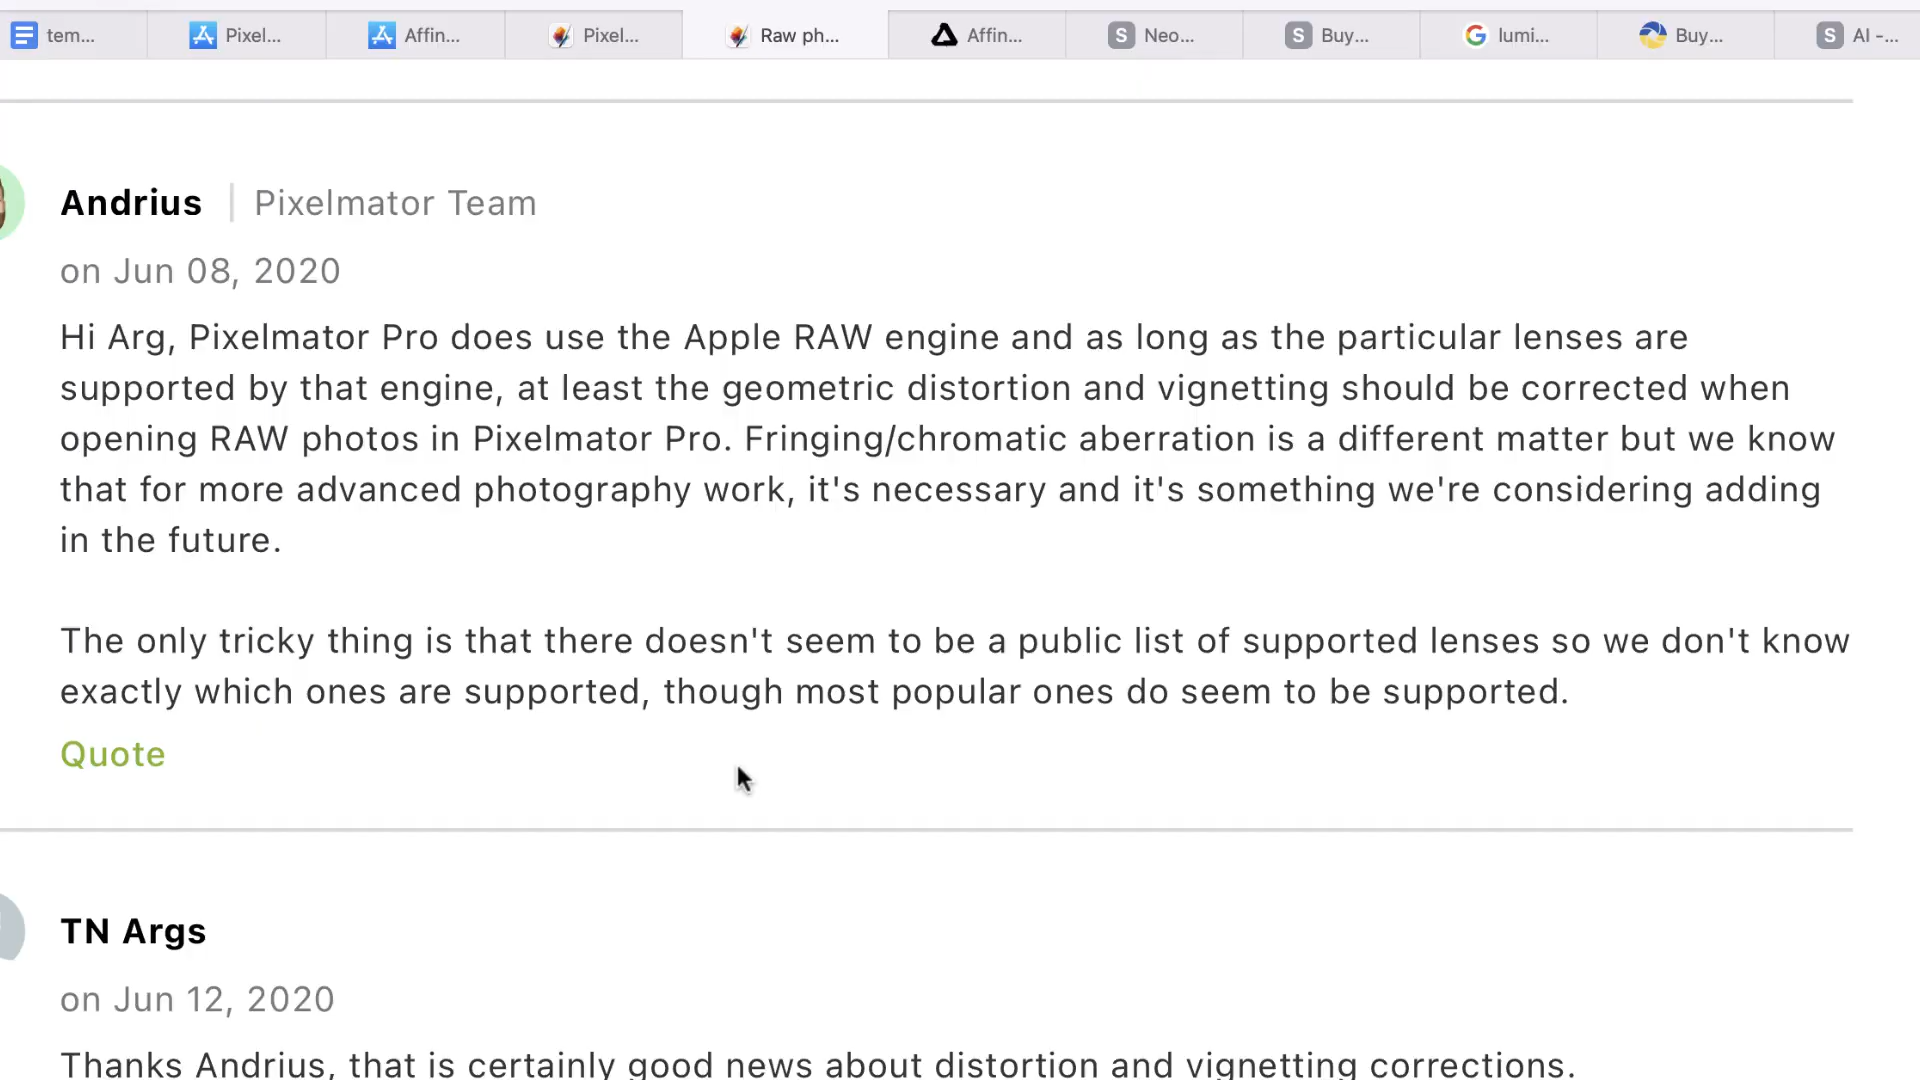 tem...
Pixel...
Affin...
Pixel...
Raw ph...
Affin...
S
Neo...
S
Buy...
G
lumi...
Buy...
S
AI -...
Andrius | Pixelmator Team
on Jun 08, 2020
Hi Arg, Pixelmator Pro does use the Apple RAW engine and as long as the particular lenses are
supported by that engine, at least the geometric distortion and vignetting should be corrected when
opening RAW photos in Pixelmator Pro. Fringing/chromatic aberration is a different matter but we know
that for more advanced photography work, it's necessary and it's something we're considering adding
in the future.
The only tricky thing is that there doesn't seem to be a public list of supported lenses so we don't know
exactly which ones are supported, though most popular ones do seem to be supported.
Quote
TN Args
on Jun 12, 2020
Thanks Andrius, that is certainly good news about distortion and vignetting corrections.